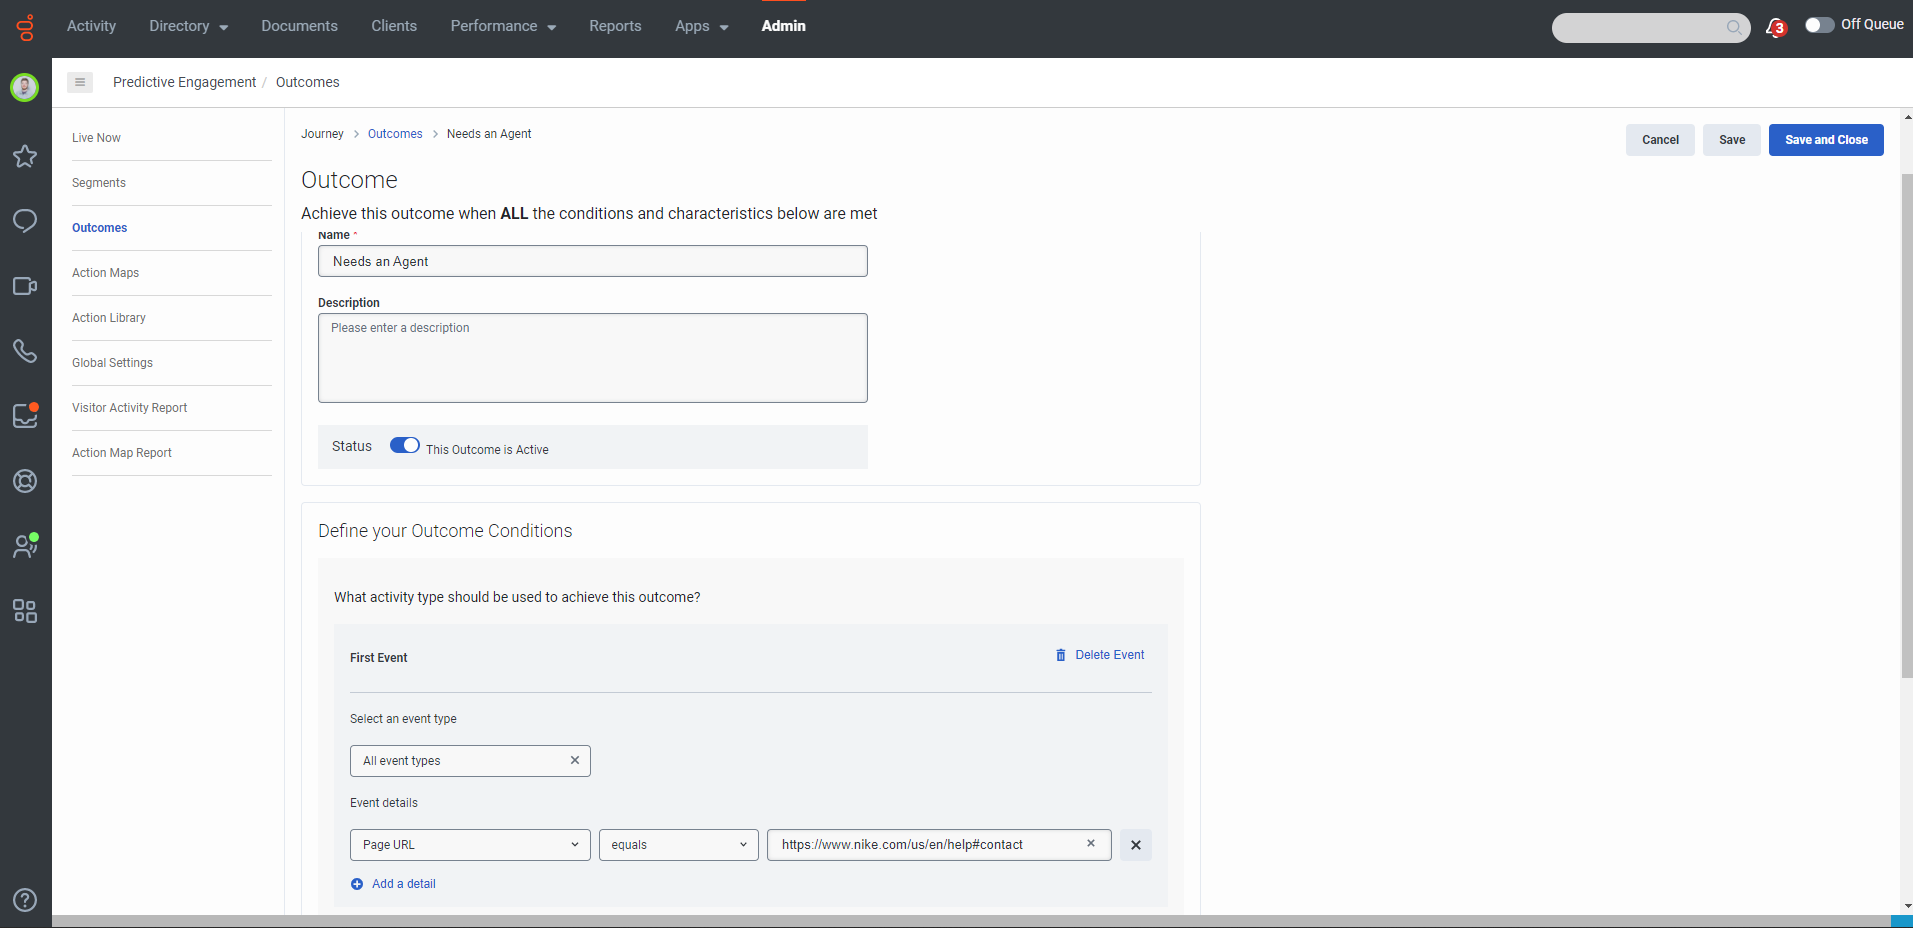 Activity Directory Documents Clients Performance Reports Apps Admin
3 Off Queue
Predictive Engagement / Outcomes
Live Now
Segments
Outcomes
Action Maps
Action Library
Global Settings
Visitor Activity Report
Action Map Report
Journey > Outcomes > Needs an Agent
Cancel Save Save and Close
Outcome
Achieve this outcome when ALL the conditions and characteristics below are met
Name *
Needs an Agent
Description
Please enter a description
Status This Outcome is Active
Define your Outcome Conditions
What activity type should be used to achieve this outcome?
First Event Delete Event
Select an event type
All event types
Event details
Page URL equals https://www.nike.com/us/en/help#contact
Add a detail